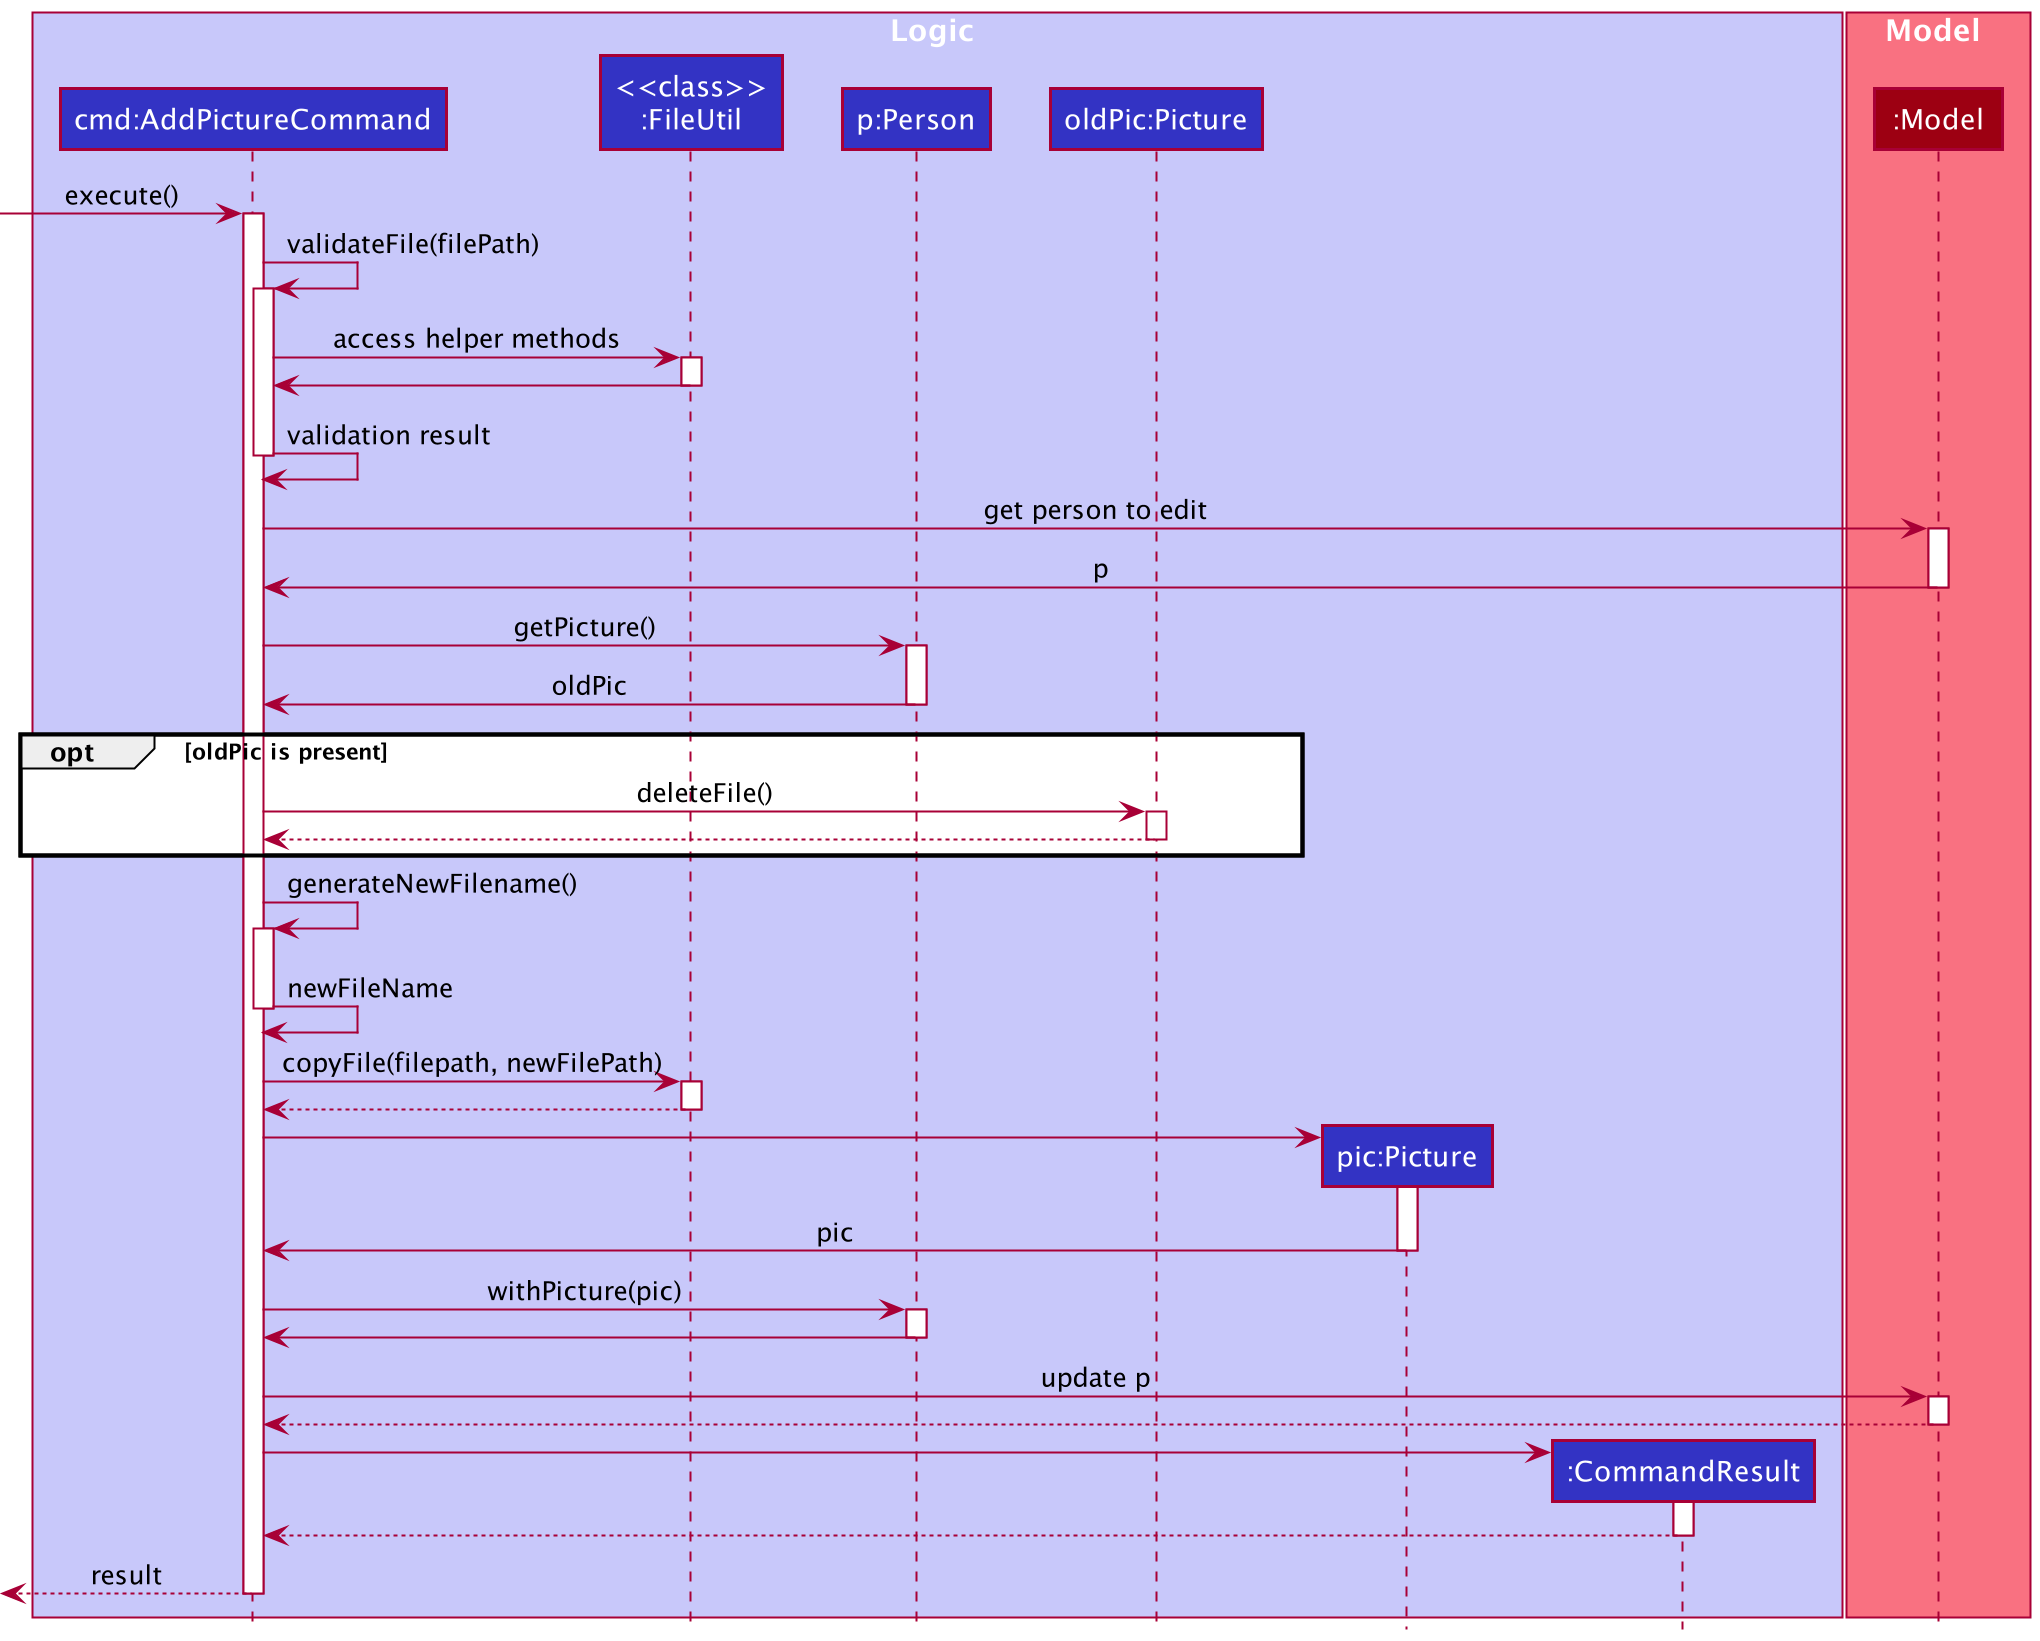 Logic
Model
cmd:AddPictureCommand
<<class>>
:FileUtil
p:Person
oldPic:Picture
:Model
execute()
validateFile(filePath)
access helper methods
validation result
get person to edit
p
getPicture()
oldPic
opt
[oldPic is present]
deleteFile()
generateNewFilename()
newFileName
copyFile(filepath, newFilePath)
pic:Picture
pic
withPicture(pic)
update p
:CommandResult
result